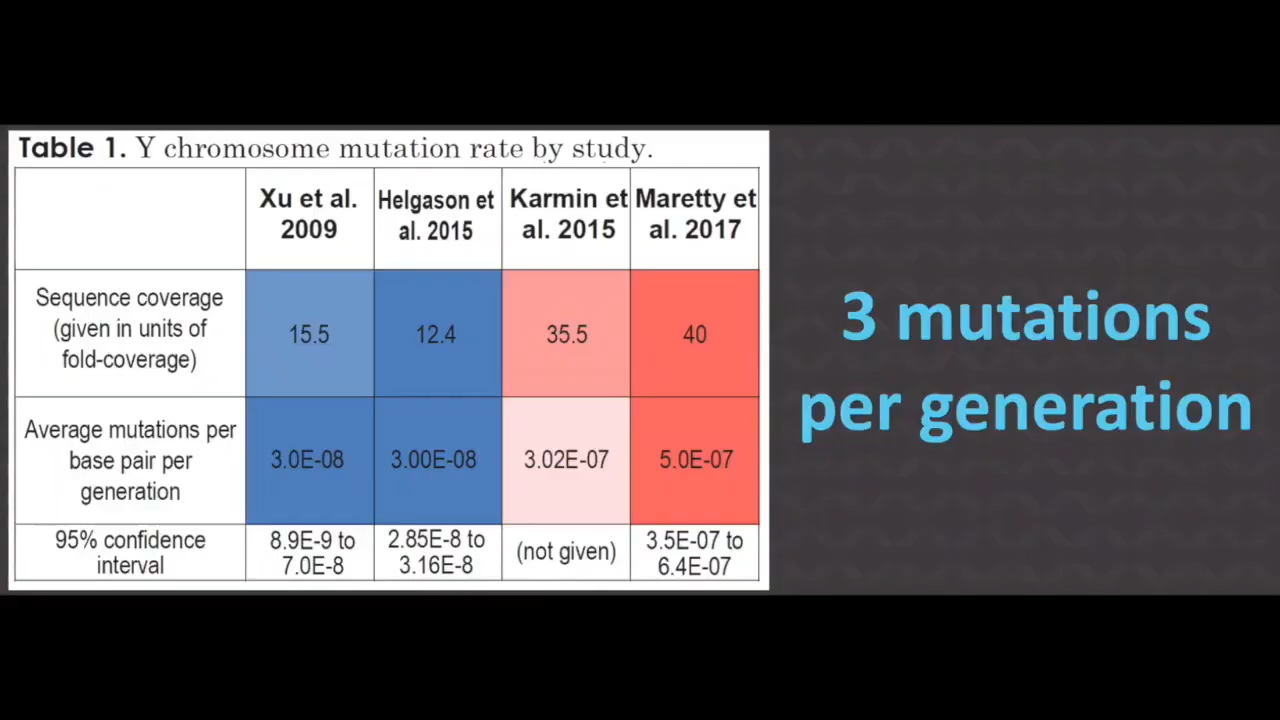 Table 1. Y chromosome mutation rate by study.
Xu et al. 2009
Helgason et al. 2015
Karmin et al. 2015
Maretty et al. 2017
Sequence coverage
(given in units of
fold-coverage)
15.5
12.4
35.5
40
Average mutations per
base pair per
generation
3.0E-08
3.00E-08
3.02E-07
5.0E-07
95% confidence
interval
8.9E-9 to
7.0E-8
2.85E-8 to
3.16E-8
(not given)
3.5E-07 to
6.4E-07
3 mutations
per generation